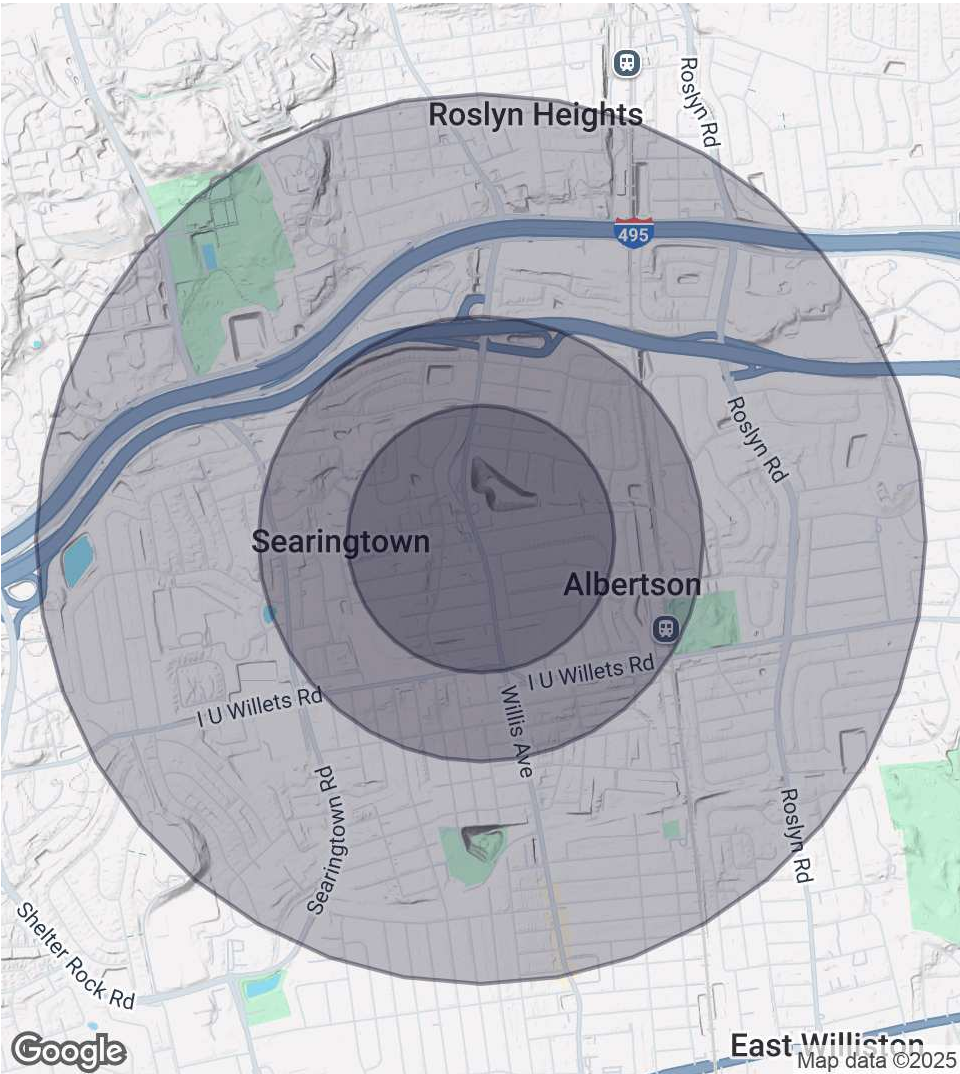 Roslyn Rd
Roslyn Heights
495
Roslyn Rd
Searingtown
Albertson
I U Willets Rd
I U Willets Rd
Willis Ave
Searingtown Rd
Roslyn Rd
Shelter Rock Rd
East Williston
Google
Map data ©2025